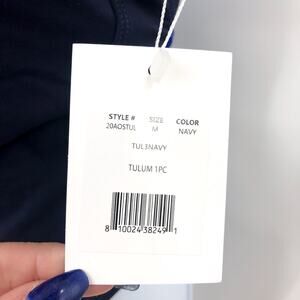 STYLE # SIZE COLOR
20AOSTUL M NAVY
TUL3NAVY
TULUM 1PC
8 10024 38249 1